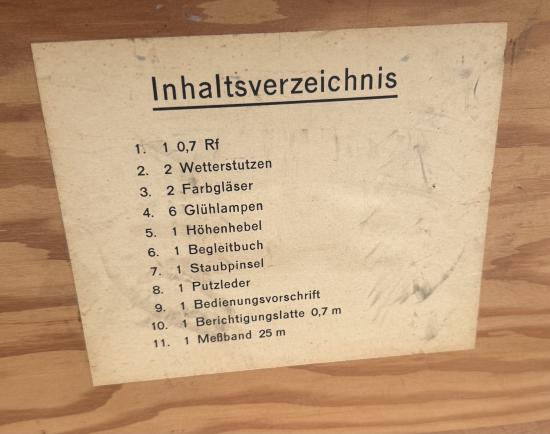 Inhaltsverzeichnis
1. 1 0,7 Rf
2. 2 Wetterstutzen
3. 2 Farbgläser
4. 6 Glühlampen
5. 1 Höhenhebel
6. 1 Begleitbuch
7. 1 Staubpinsel
8. 1 Putzleder
9. 1 Bedienungsvorschrift
10. 1 Berichtigungslatte 0,7 m
11. 1 Meßband 25 m